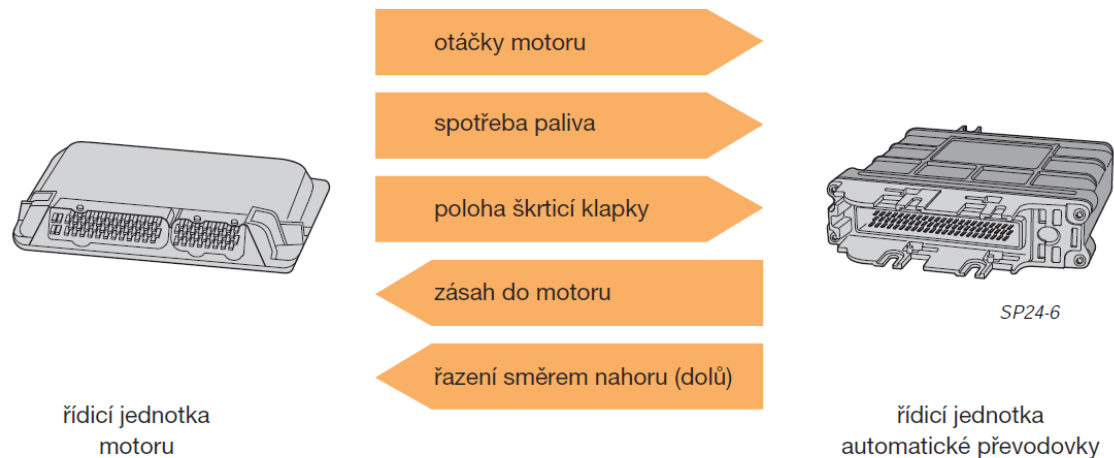 otáčky motoru
spotřeba paliva
poloha škrticí klapky
zásah do motoru
řazení směrem nahoru (dolů)
SP24-6
řídicí jednotka
motoru
řídicí jednotka
automatické převodovky